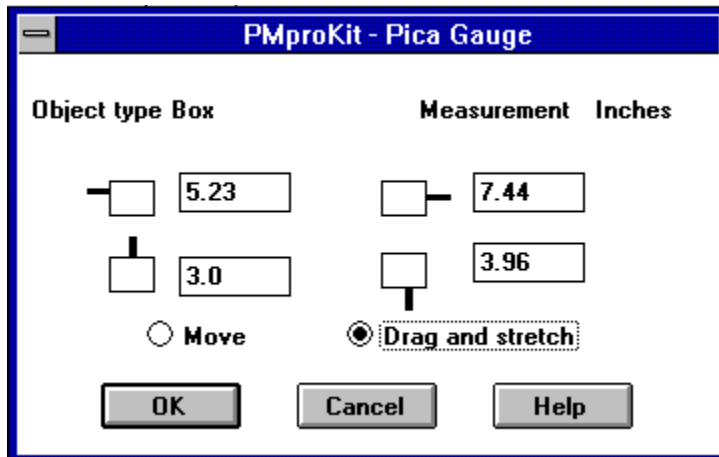 PMproKit - Pica Gauge
Object type Box Measurement Inches
5.23 7.44
3.0 3.96
Move Drag and stretch
OK Cancel Help